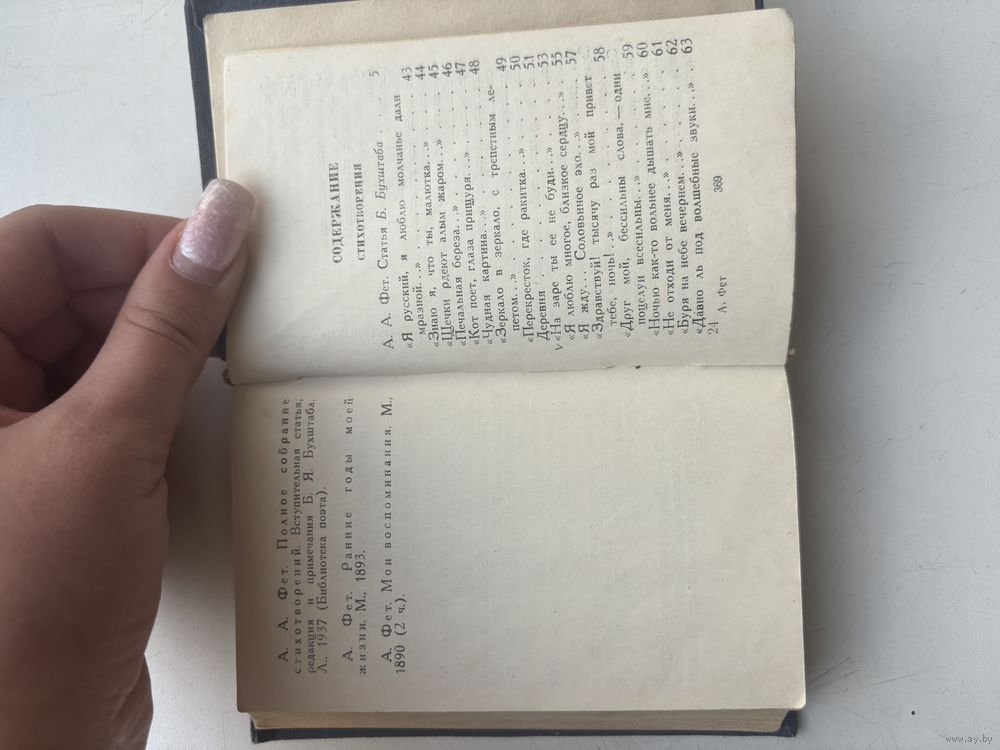 А. А. Фет. Полное собрание
стихотворений. Вступительная статья,
редакция и примечания Б. Я. Бухштаба.
Л., 1937 (Библиотека поэта).
А. Фет. Ранние годы моей
жизни. М., 1893.
А. Фет. Мои воспоминания. М.,
1890 (2 ч.).
СОДЕРЖАНИЕ
СТИХОТВОРЕНИЯ
А. А. Фет. Статья Б. Бухштаба . . . . 5
«Я русский, я люблю молчанье дали
мразной...» . . . . . . . . . . 43
«Знаю я, что ты, малютка...» . . . . 44
«Щечки рдеют алым жаром...» . . . . 45
«Печальная береза...» . . . . . . . 46
«Кот поет, глаза прищуря...» . . . . 47
«Чудная картина...» . . . . . . . . 48
«Зеркало в зеркало, с трепетным ле-
петом...» . . . . . . . . . . . 49
«Перекресток, где ракитка...» . . . . 50
Деревня . . . . . . . . . . . . . 51
v «На заре ты ее не буди...» . . . . . 53
«Я люблю многое, близкое сердцу...» . 55
«Я жду... Соловьиное эхо...» . . . . 57
«Здравствуй! тысячу раз мой привет
тебе, ночь!..» . . . . . . . . . 58
«Друг мой, бессильны слова, — одни
поцелуи всесильны...» . . . . . . 59
«Ночью как-то вольнее дышать мне...» 60
«Не отходи от меня...» . . . . . . . 61
«Буря на небе вечернем...» . . . . . 62
«Давно ль под волшебные звуки...» . . 63
24 А. Фет 369
www.ay.by